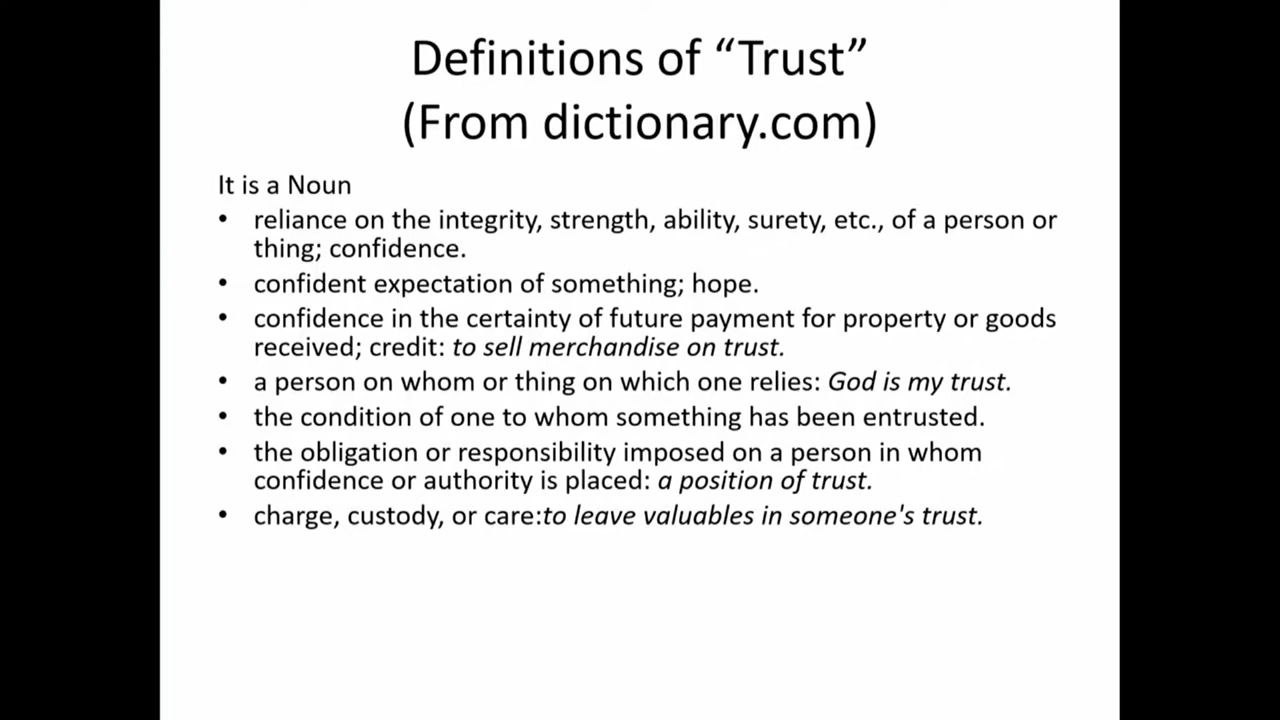 Definitions of “Trust”
(From dictionary.com)
It is a Noun
• reliance on the integrity, strength, ability, surety, etc., of a person or
thing; confidence.
• confident expectation of something; hope.
• confidence in the certainty of future payment for property or goods
received; credit: to sell merchandise on trust.
• a person on whom or thing on which one relies: God is my trust.
• the condition of one to whom something has been entrusted.
• the obligation or responsibility imposed on a person in whom
confidence or authority is placed: a position of trust.
• charge, custody, or care:to leave valuables in someone's trust.